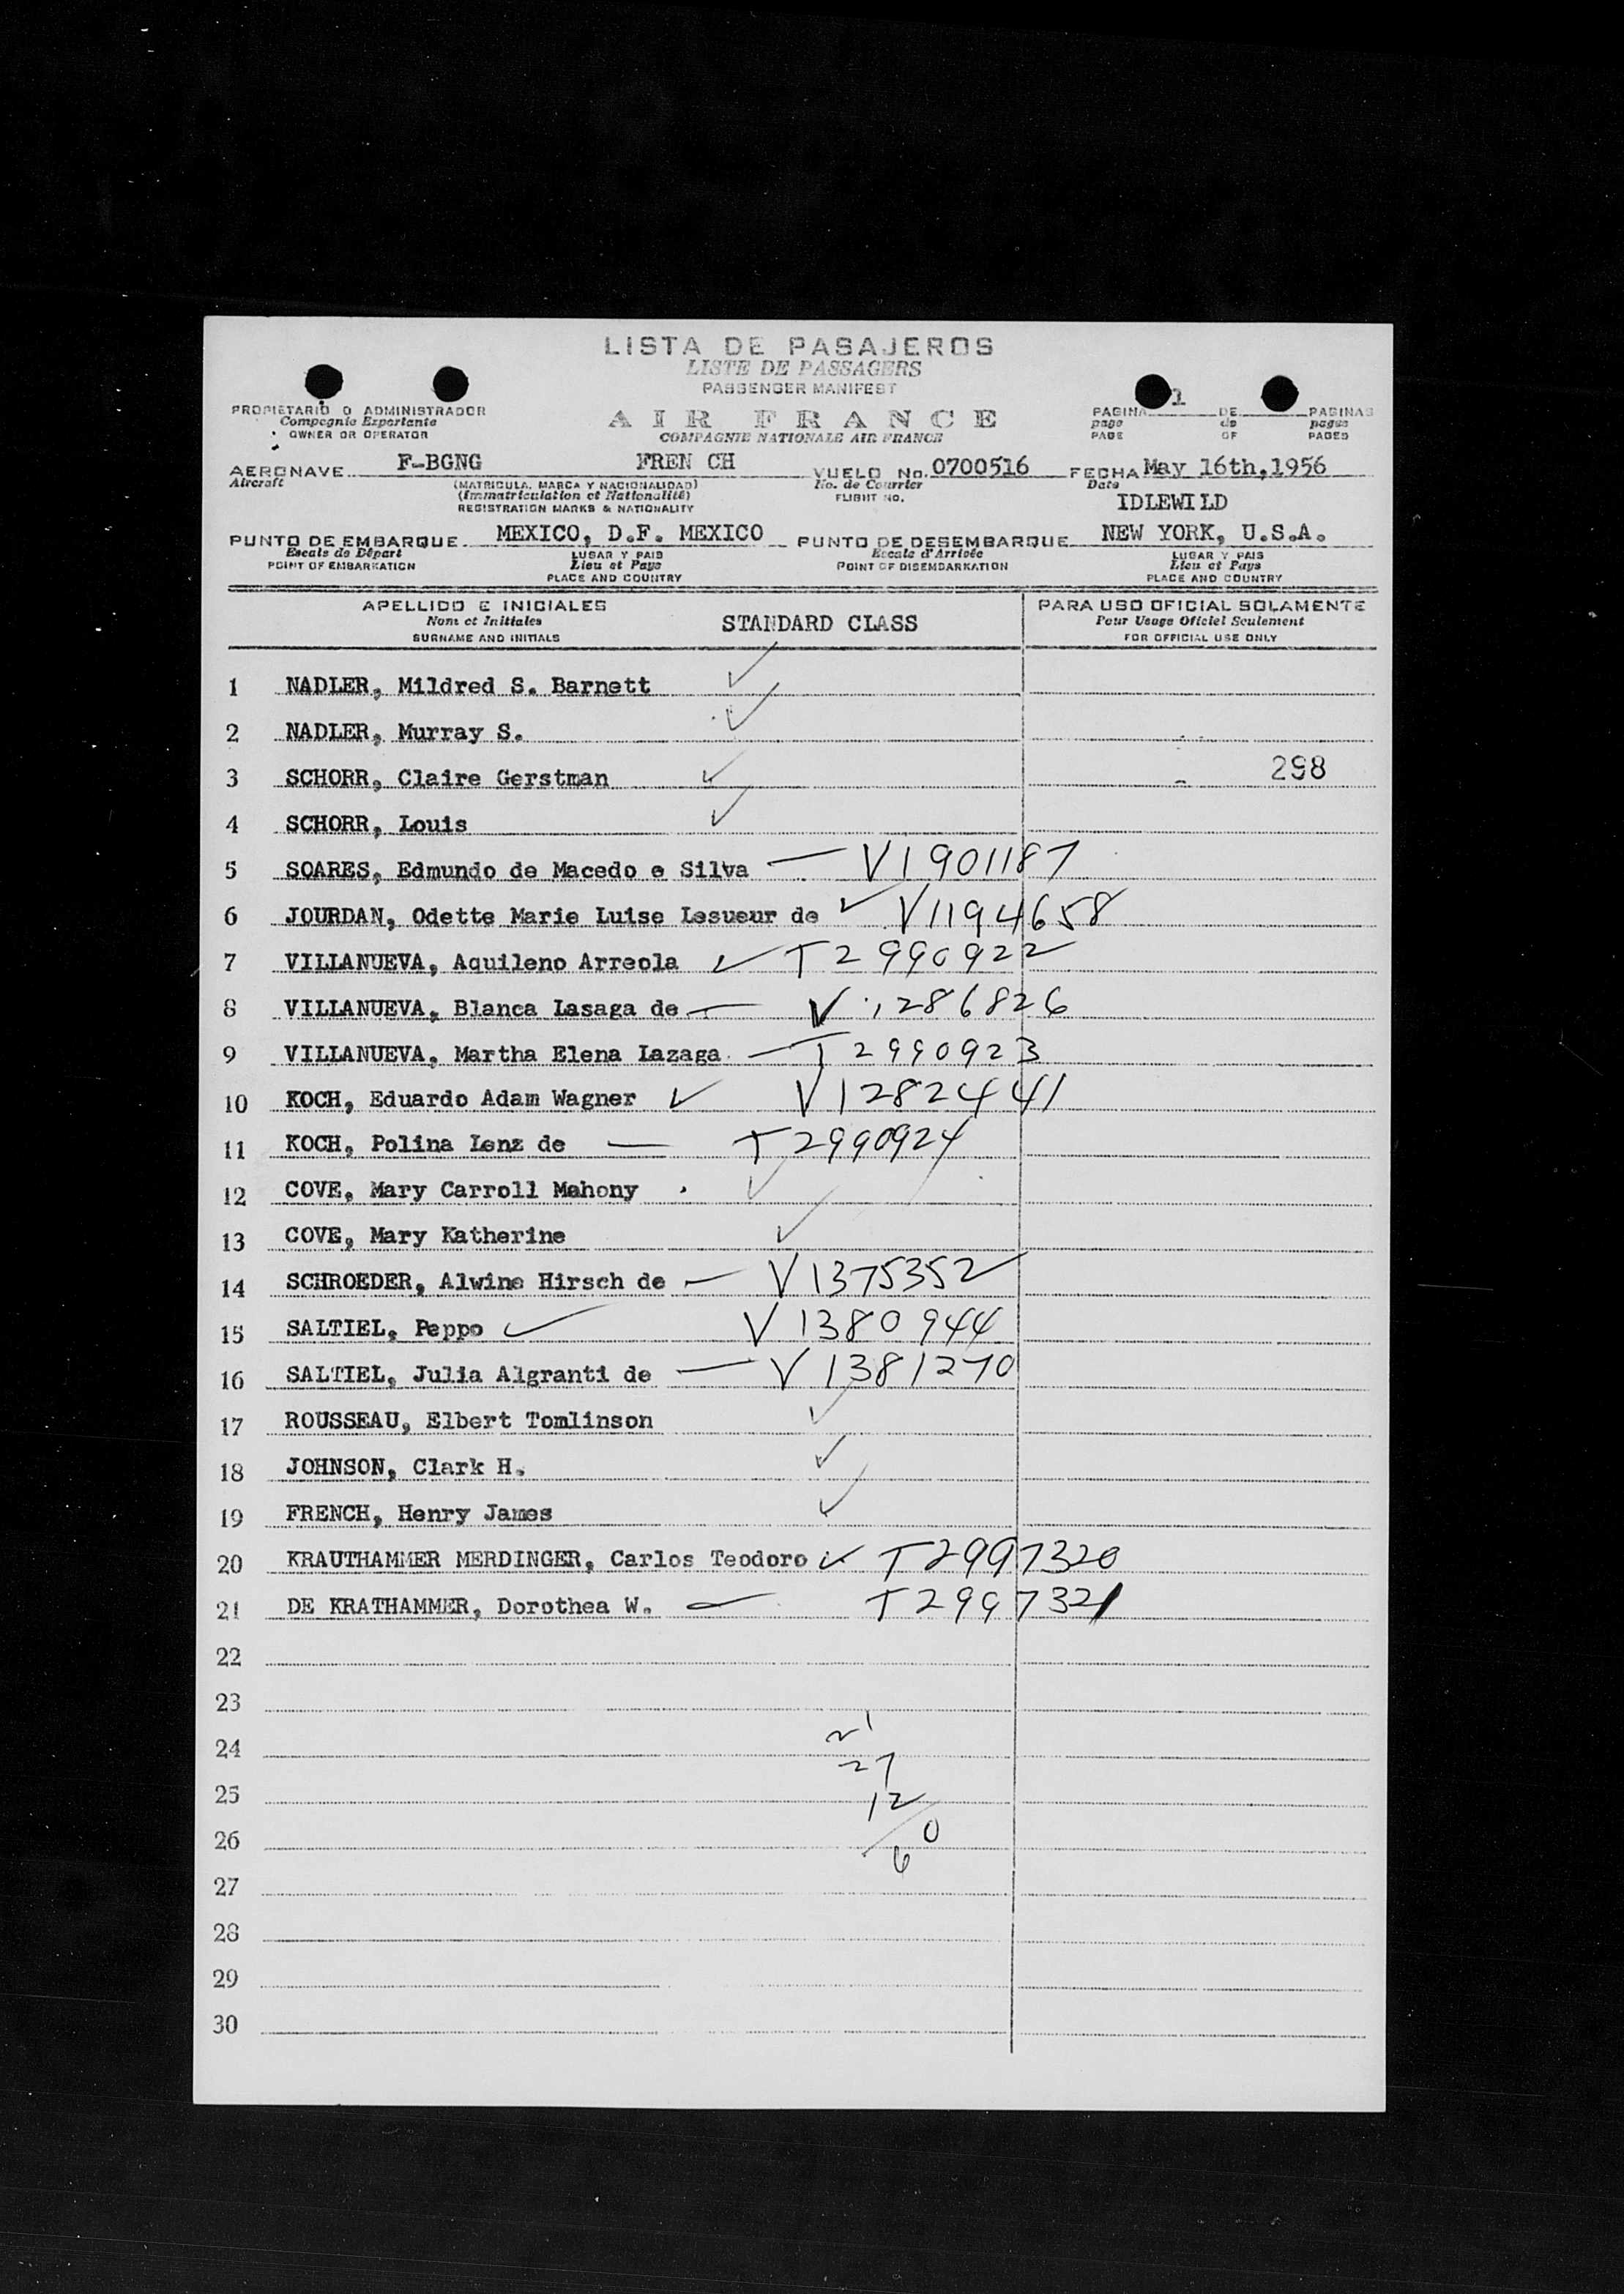 LISTA DE PASAJEROS
LISTE DE PASSAGERS
PASSENGER MANIFEST
AIR FRANCE
COMPAGNIE NATIONALE AIR FRANCE
PROPIETARIO O ADMINISTRADOR
Compagnie Exportante
OWNER OR OPERATOR
PAGINA 1 DE PAGINAS
page de pages
PAGE OF PAGES
AERONAVE F-BGNG FREN CH VUELO No. 0700516 FECHA May 16th, 1956
Aircraft (MATRICULA, MARCA Y NACIONALIDAD) No. de Courrier Date
(Immatriculation et Nationalité) FLIGHT NO.
REGISTRATION MARKS & NATIONALITY
IDLEWILD
PUNTO DE EMBARQUE MEXICO, D.F. MEXICO PUNTO DE DESEMBARQUE NEW YORK, U.S.A.
Escale de Départ LUGAR Y PAIS Escale d'Arrivée LUGAR Y PAIS
POINT OF EMBARKATION Lieu et Pays POINT OF DISEMBARKATION Lieu et Pays
PLACE AND COUNTRY PLACE AND COUNTRY
APELLIDO E INICIALES PARA USO OFICIAL SOLAMENTE
Nom et Initiales STANDARD CLASS Pour Usage Officiel Seulement
SURNAME AND INITIALS FOR OFFICIAL USE ONLY
1 NADLER, Mildred S. Barnett ✓
2 NADLER, Murray S. ✓
3 SCHORR, Claire Gerstman ✓ 298
4 SCHORR, Louis ✓
5 SOARES, Edmundo de Macedo e Silva — V1901187
6 JOURDAN, Odette Marie Luise Lesueur de ✓ V1194658
7 VILLANUEVA, Aquileno Arreola ✓ T2990922
8 VILLANUEVA, Blanca Lasaga de — V1286826
9 VILLANUEVA, Martha Elena Lazaga — T2990923
10 KOCH, Eduardo Adam Wagner ✓ V1282441
11 KOCH, Polina Lenz de — T2990924
12 COVE, Mary Carroll Mahony ✓
13 COVE, Mary Katherine ✓
14 SCHROEDER, Alwine Hirsch de — V1375352
15 SALTIEL, Peppo ✓ V1380944
16 SALTIEL, Julia Algranti de — V1381270
17 ROUSSEAU, Elbert Tomlinson ✓
18 JOHNSON, Clark H. ✓
19 FRENCH, Henry James ✓
20 KRAUTHAMMER MERDINGER, Carlos Teodoro ✓ T2997320
21 DE KRATHAMMER, Dorothea W. — T2997321
22
23
24 21
27
25 12
26 0
6
27
28
29
30